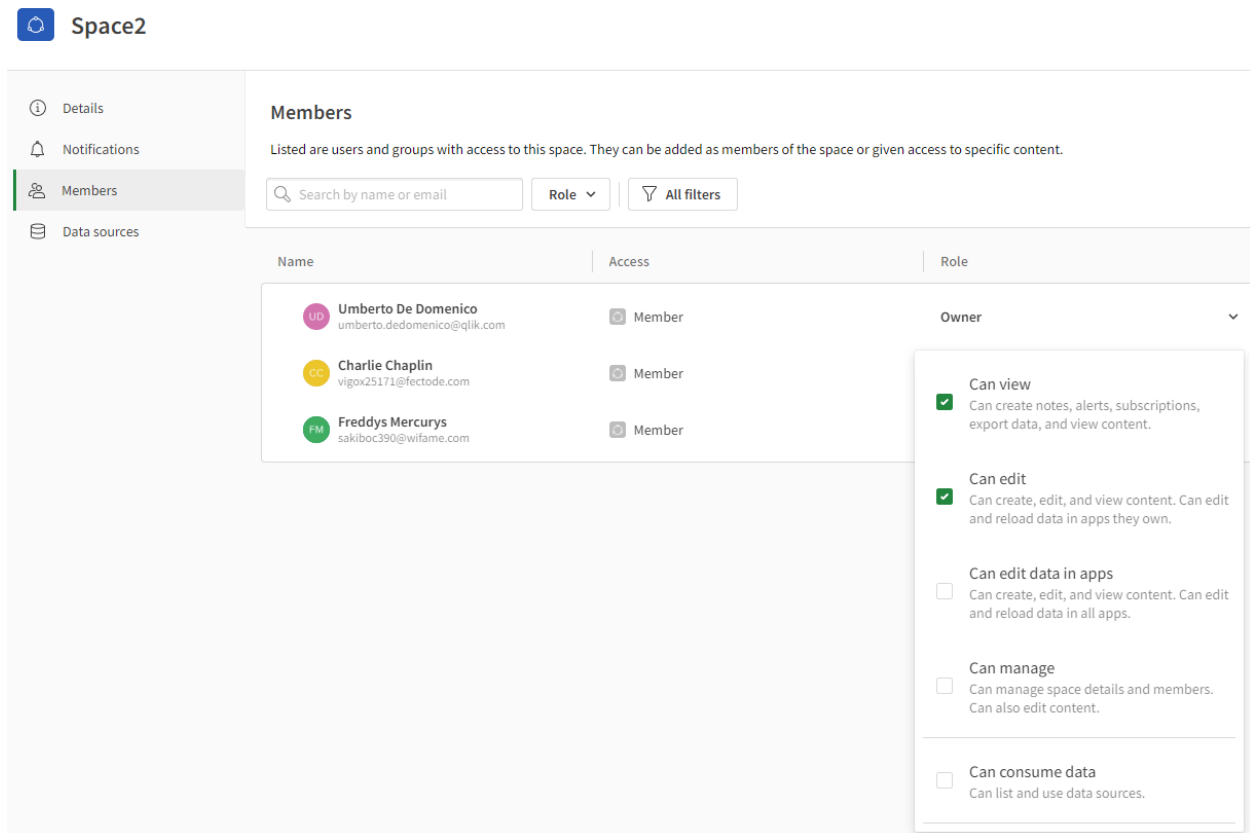 Space2
Details
Notifications
Members
Data sources
Members
Listed are users and groups with access to this space. They can be added as members of the space or given access to specific content.
Search by name or email
Role
All filters
Name
Access
Role
UD
Umberto De Domenico
umberto.dedomenico@qlik.com
Member
Owner
CC
Charlie Chaplin
vigox25171@fectode.com
Member
FM
Freddys Mercurys
sakiboc390@wifame.com
Member
Can view
Can create notes, alerts, subscriptions,
export data, and view content.
Can edit
Can create, edit, and view content. Can edit
and reload data in apps they own.
Can edit data in apps
Can create, edit, and view content. Can edit
and reload data in all apps.
Can manage
Can manage space details and members.
Can also edit content.
Can consume data
Can list and use data sources.